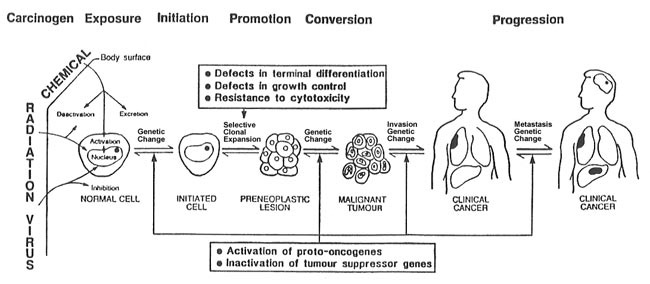 Carcinogen Exposure Initiation Promotion Conversion Progression
CHEMICAL
Body surface
RADIATION VIRUS
Deactivation
Excretion
Activation
Nucleus
Inhibition
NORMAL CELL
Genetic
Change
INITIATED
CELL
● Defects in terminal differentiation
● Defects in growth control
● Resistance to cytotoxicity
Selective
Clonal
Expansion
PRENEOPLASTIC
LESION
Genetic
Change
MALIGNANT
TUMOUR
Invasion
Genetic
Change
CLINICAL
CANCER
Metastasis
Genetic
Change
CLINICAL
CANCER
● Activation of proto-oncogenes
● Inactivation of tumour suppressor genes